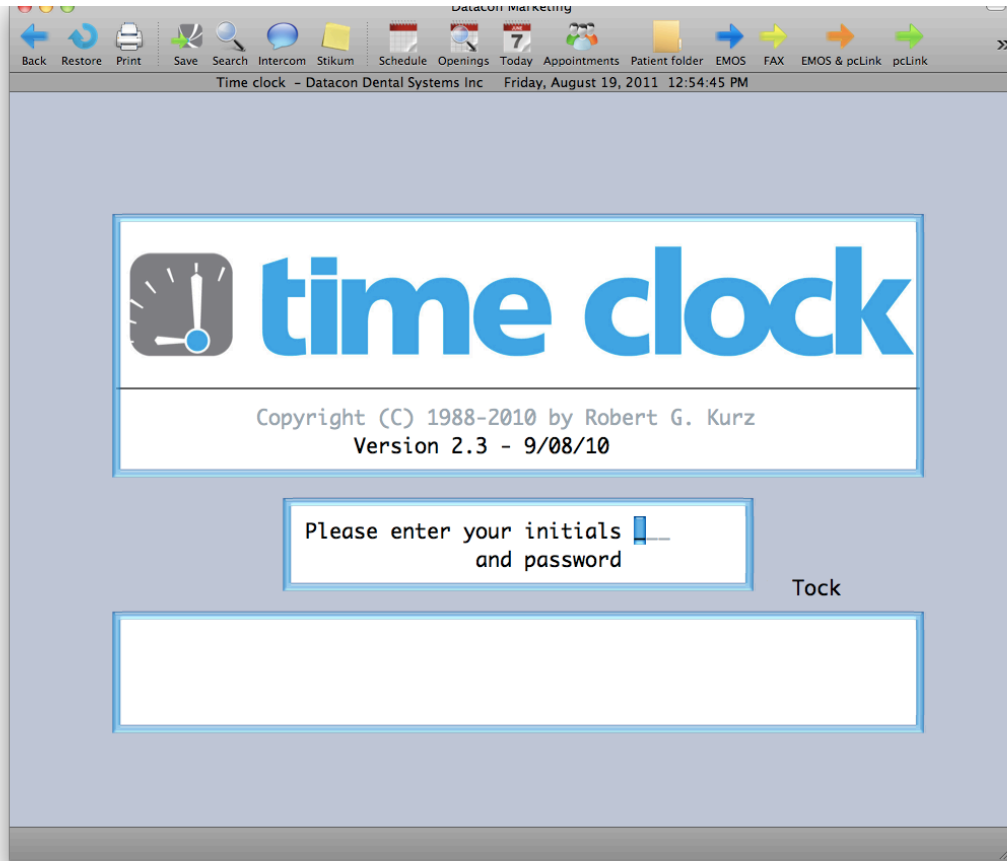 Datacon Marketing
Back Restore Print Save Search Intercom Stikum Schedule Openings Today Appointments Patient folder EMOS FAX EMOS & pcLink pcLink
Time clock - Datacon Dental Systems Inc Friday, August 19, 2011 12:54:45 PM
time clock
Copyright (C) 1988-2010 by Robert G. Kurz
Version 2.3 - 9/08/10
Please enter your initials ___
and password
Tock